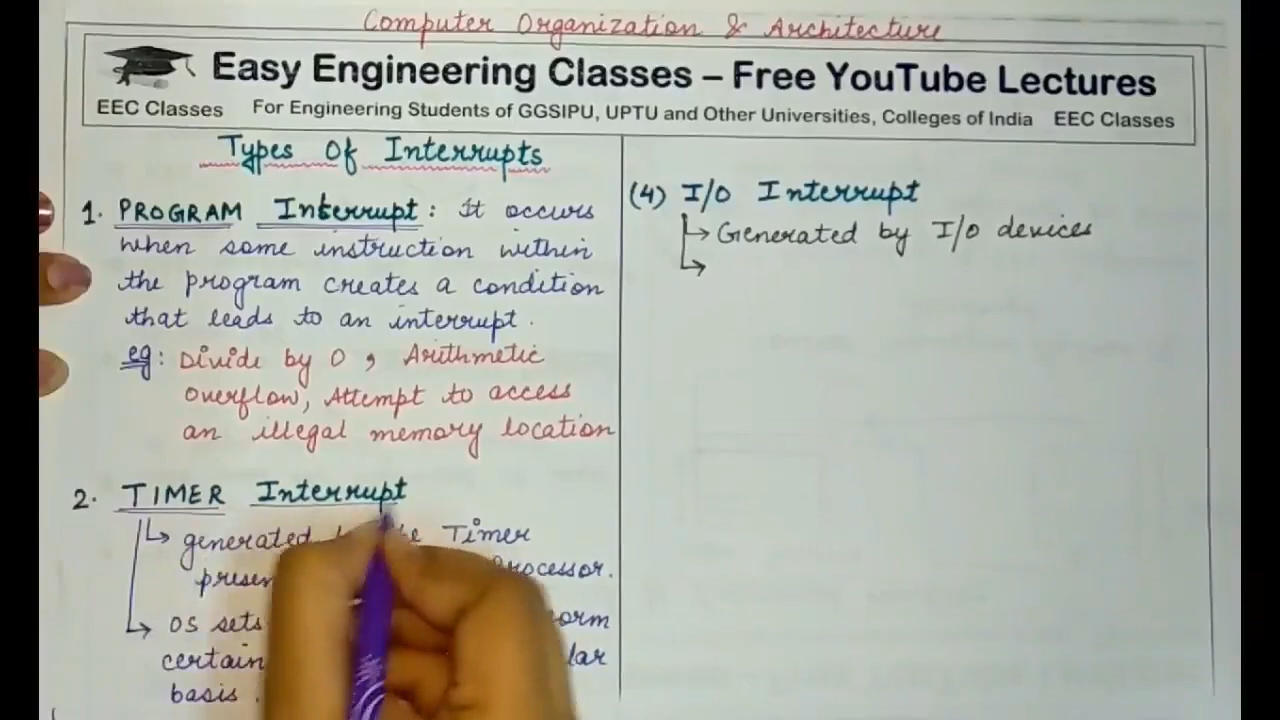 Computer Organization & Architecture
Easy Engineering Classes – Free YouTube Lectures
EEC Classes For Engineering Students of GGSIPU, UPTU and Other Universities, Colleges of India EEC Classes
Types Of Interrupts
1. PROGRAM Interrupt: It occurs
when some instruction within
the program creates a condition
that leads to an interrupt.
eg: Divide by 0, Arithmetic
Overflow, Attempt to access
an illegal memory location
2. TIMER Interrupt
generated Timer
OS sets
certain
basis.
(4) I/O Interrupt
Generated by I/O devices